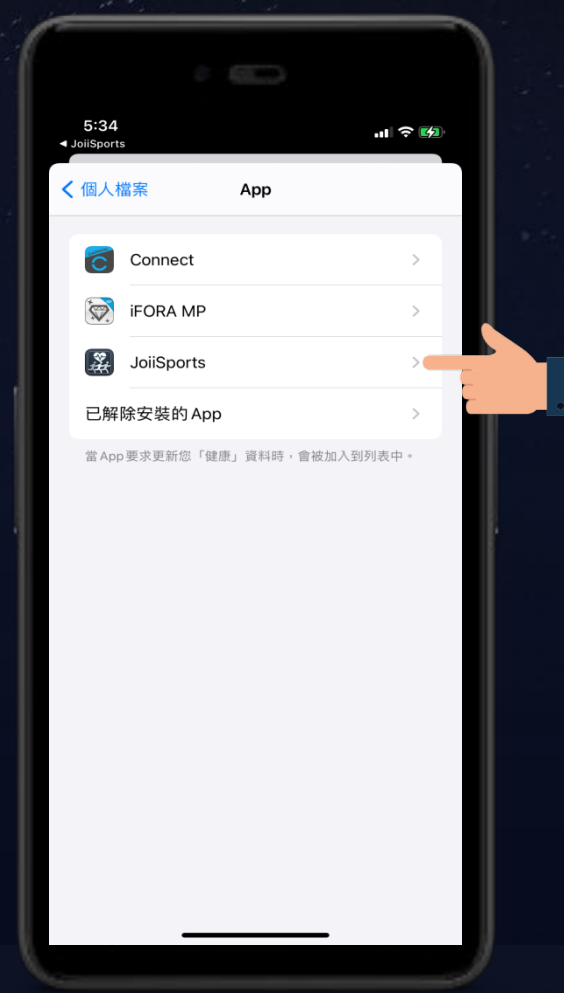 5:34
◀ JoiiSports
個人檔案
App
Connect
iFORA MP
JoiiSports
已解除安裝的 App
當 App 要求更新您「健康」資料時，會被加入到列表中。